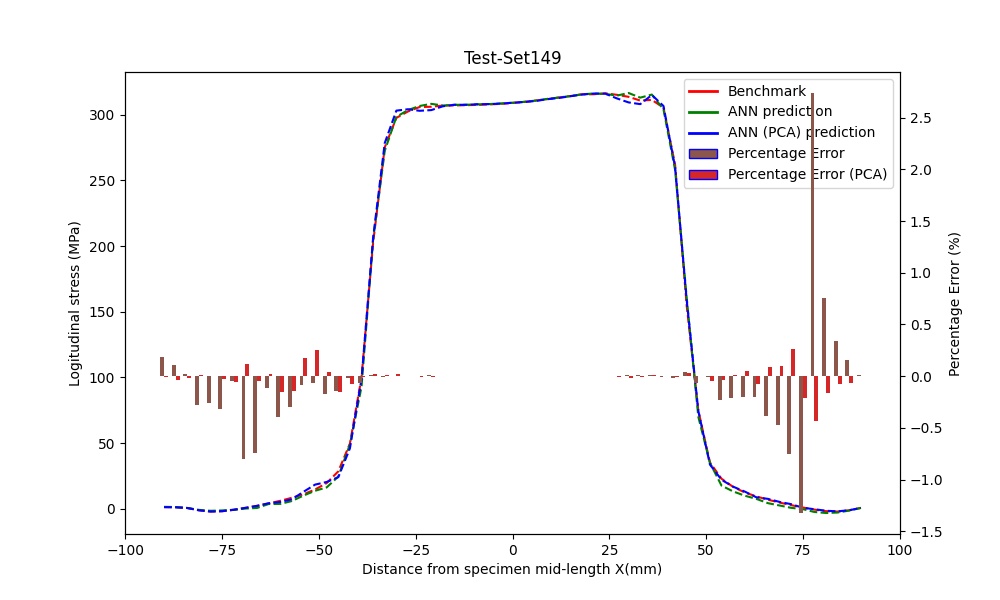 Test-Set149
Benchmark
ANN prediction
ANN (PCA) prediction
Percentage Error
Percentage Error (PCA)
Logitudinal stress (MPa)
300
250
200
150
100
50
0
2.5
2.0
1.5
1.0
0.5
0.0
−0.5
−1.0
−1.5
Percentage Error (%)
−100
−75
−50
−25
0
25
50
75
100
Distance from specimen mid-length X(mm)